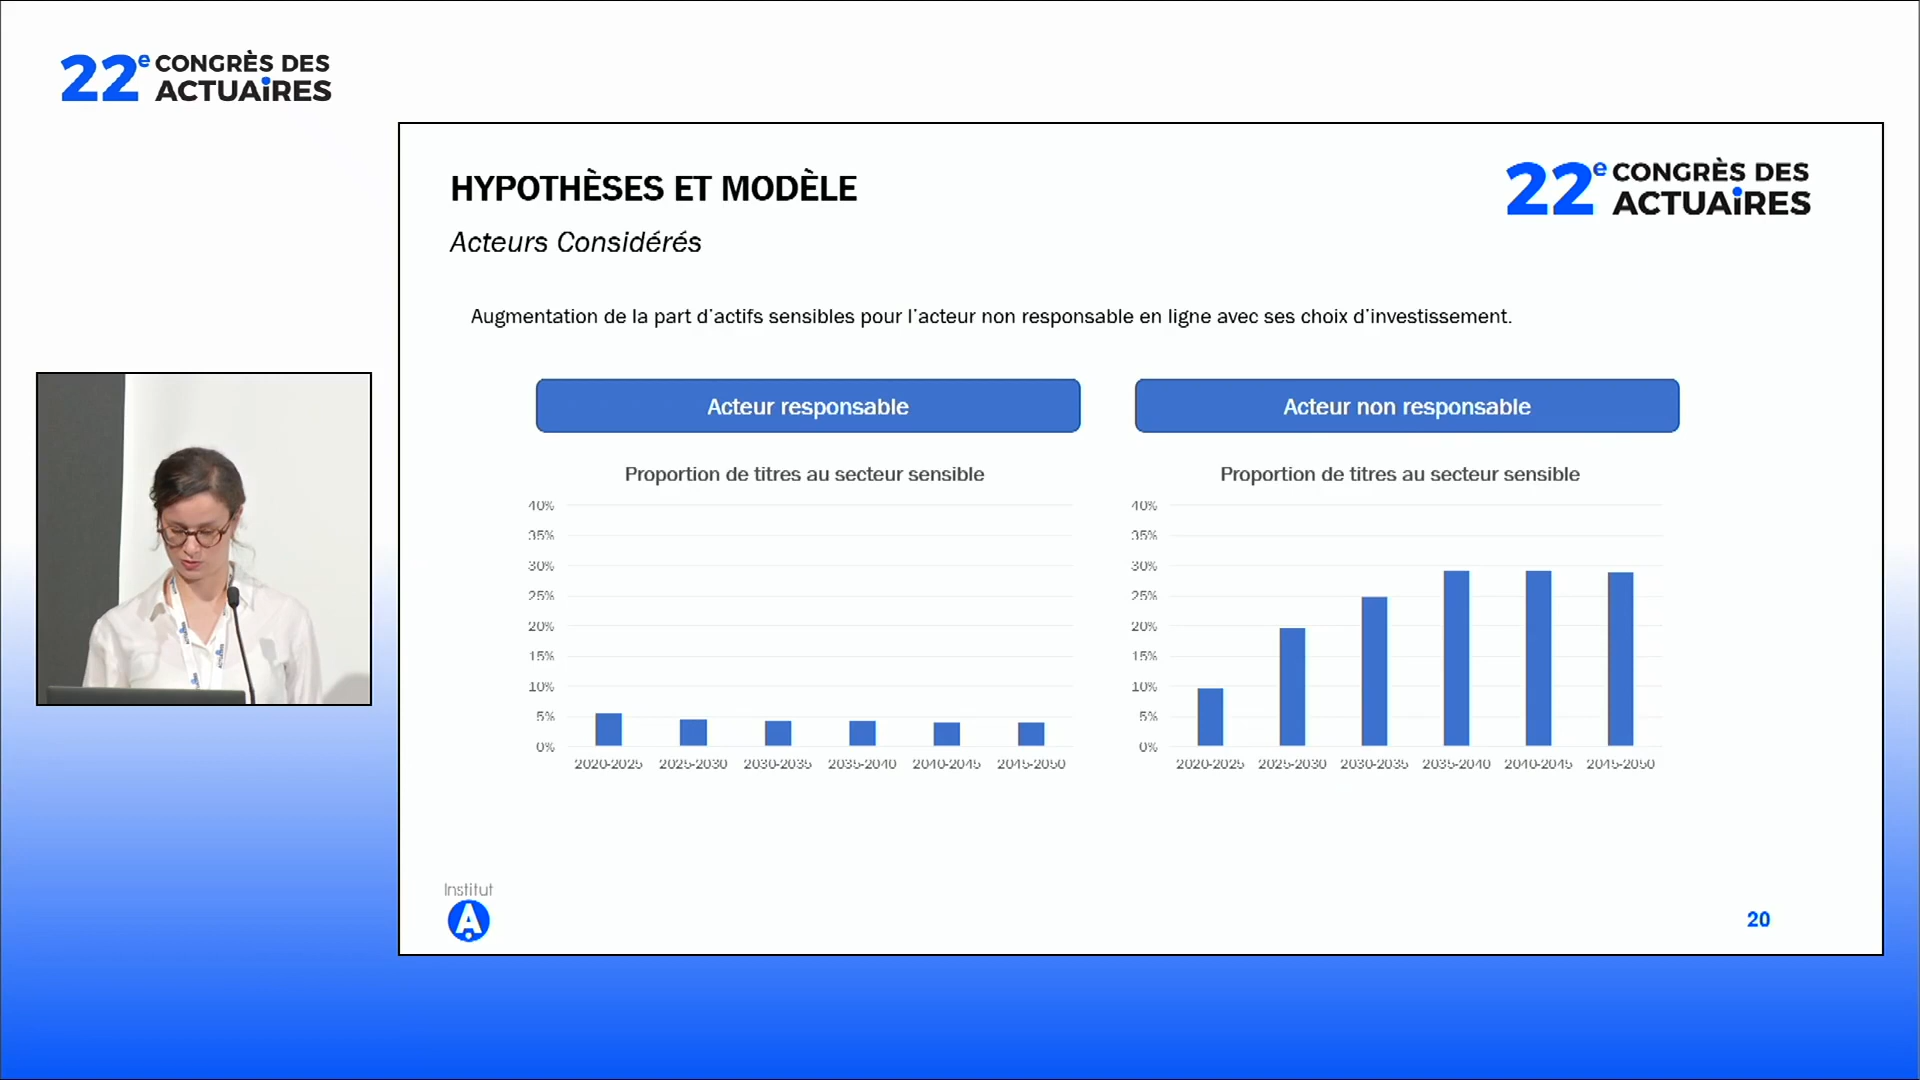 22e CONGRÈS DES
ACTUAiRES
HYPOTHÈSES ET MODÈLE
Acteurs Considérés
22e CONGRÈS DES
ACTUAiRES
Augmentation de la part d'actifs sensibles pour l'acteur non responsable en ligne avec ses choix d'investissement.
Acteur responsable
Proportion de titres au secteur sensible
40%
35%
30%
25%
20%
15%
10%
5%
0%
2020-2025 2025-2030 2030-2035 2035-2040 2040-2045 2045-2050
Acteur non responsable
Proportion de titres au secteur sensible
40%
35%
30%
25%
20%
15%
10%
5%
0%
2020-2025 2025-2030 2030-2035 2035-2040 2040-2045 2045-2050
Institut
A
20